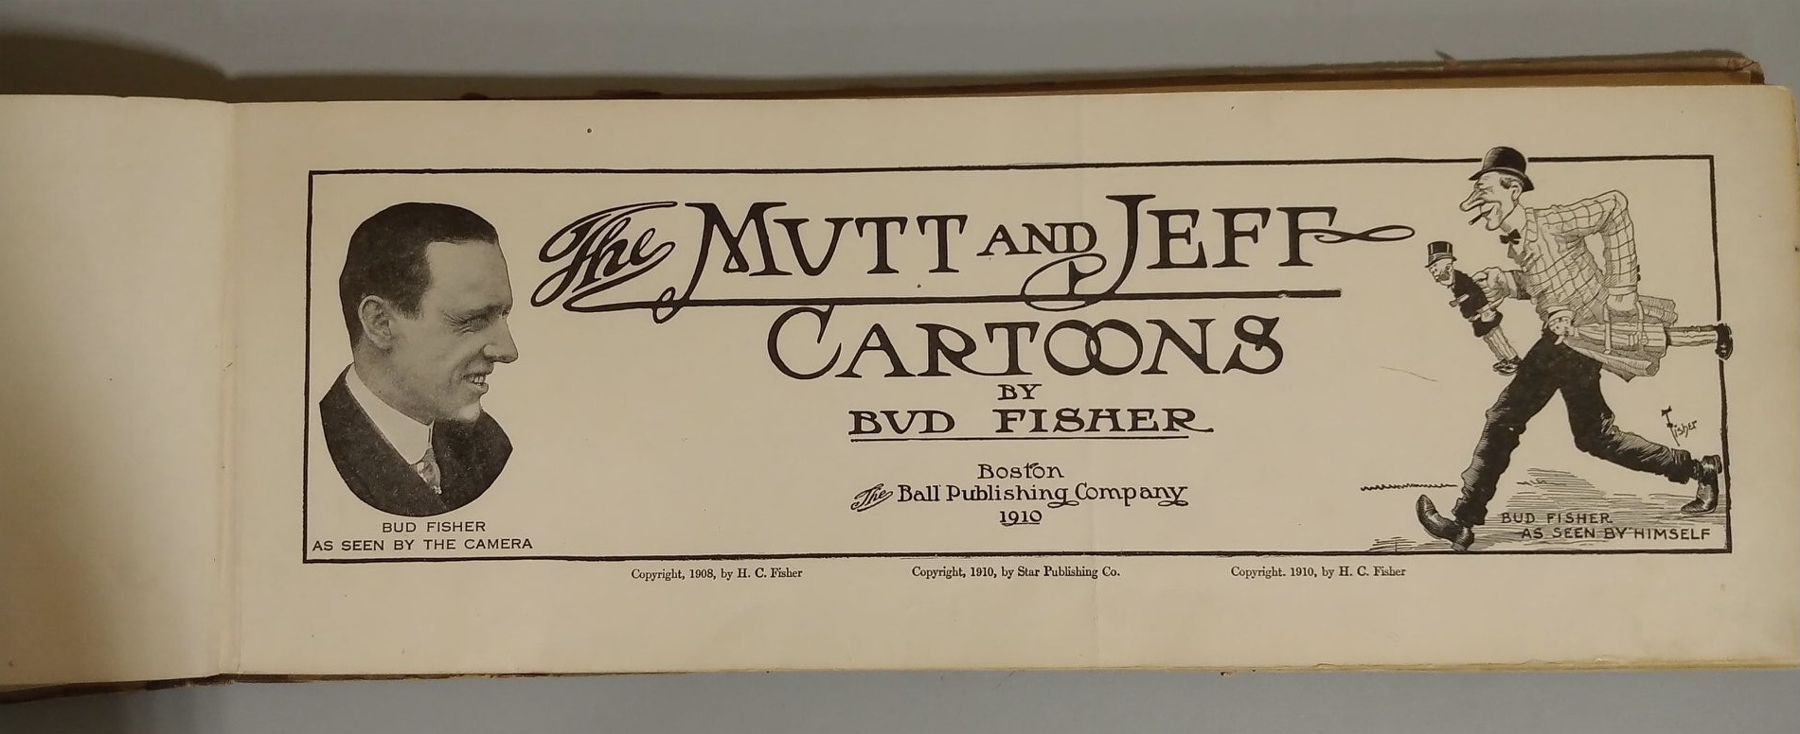 The MUTT AND JEFF
CARTOONS
BY
BUD FISHER
Boston
The Ball Publishing Company
1910
BUD FISHER
AS SEEN BY THE CAMERA
Fisher
BUD FISHER
AS SEEN BY HIMSELF
Copyright, 1908, by H. C. Fisher
Copyright, 1910, by Star Publishing Co.
Copyright. 1910, by H. C. Fisher